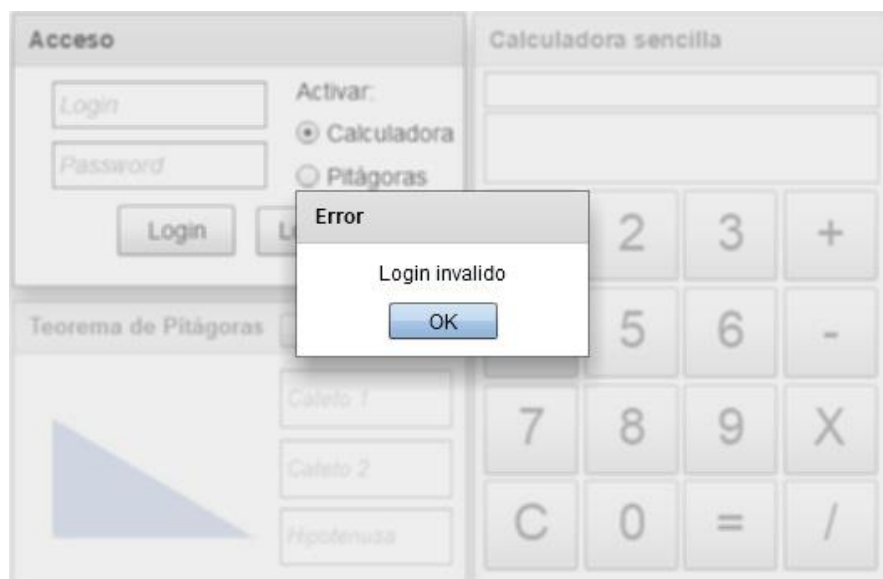 Acceso
Login
Password
Activar:
Calculadora
Pitágoras
Login
Calculadora sencilla
Error
Login invalido
OK
2 3 +
5 6 -
7 8 9 X
C 0 = /
Teorema de Pitágoras
Cateto 1
Cateto 2
Hipotenusa